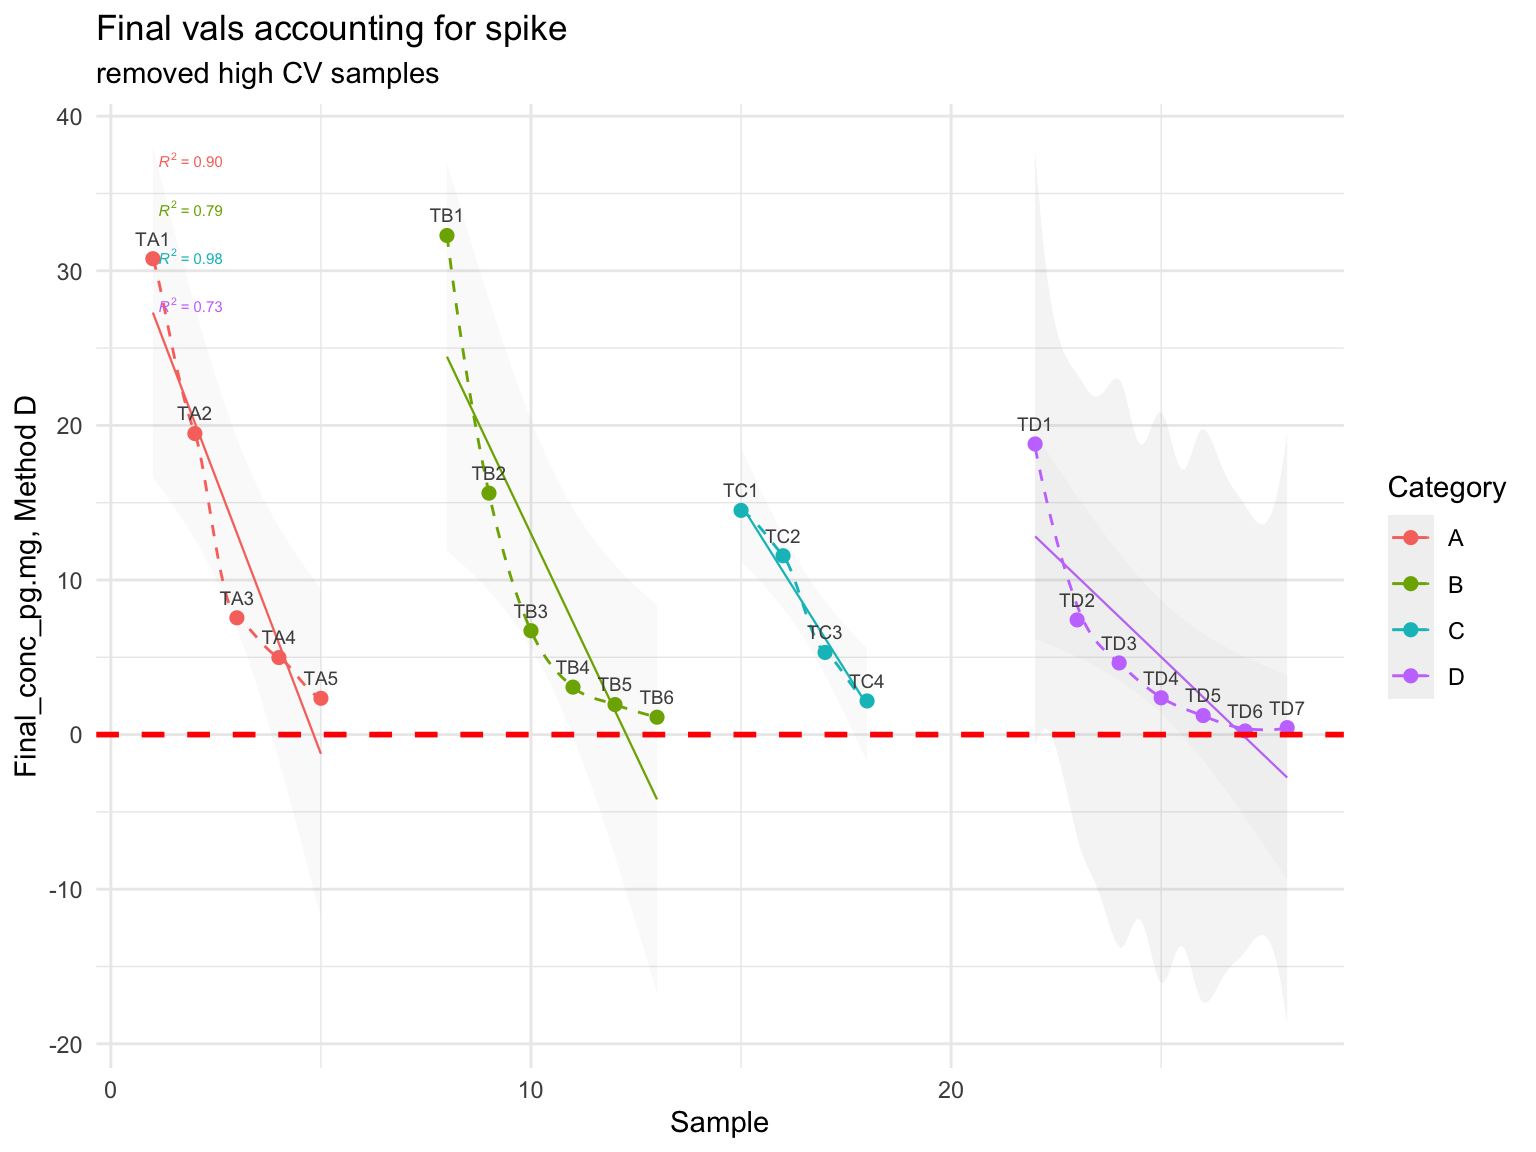 Final vals accounting for spike
removed high CV samples
Final_conc_pg.mg, Method D
40
30
20
10
0
-10
-20
R² = 0.90
R² = 0.79
R² = 0.98
R² = 0.73
TA1
TA2
TA3
TA4
TA5
TB1
TB2
TB3
TB4
TB5
TB6
TC1
TC2
TC3
TC4
TD1
TD2
TD3
TD4
TD5
TD6
TD7
0
10
20
Sample
Category
A
B
C
D